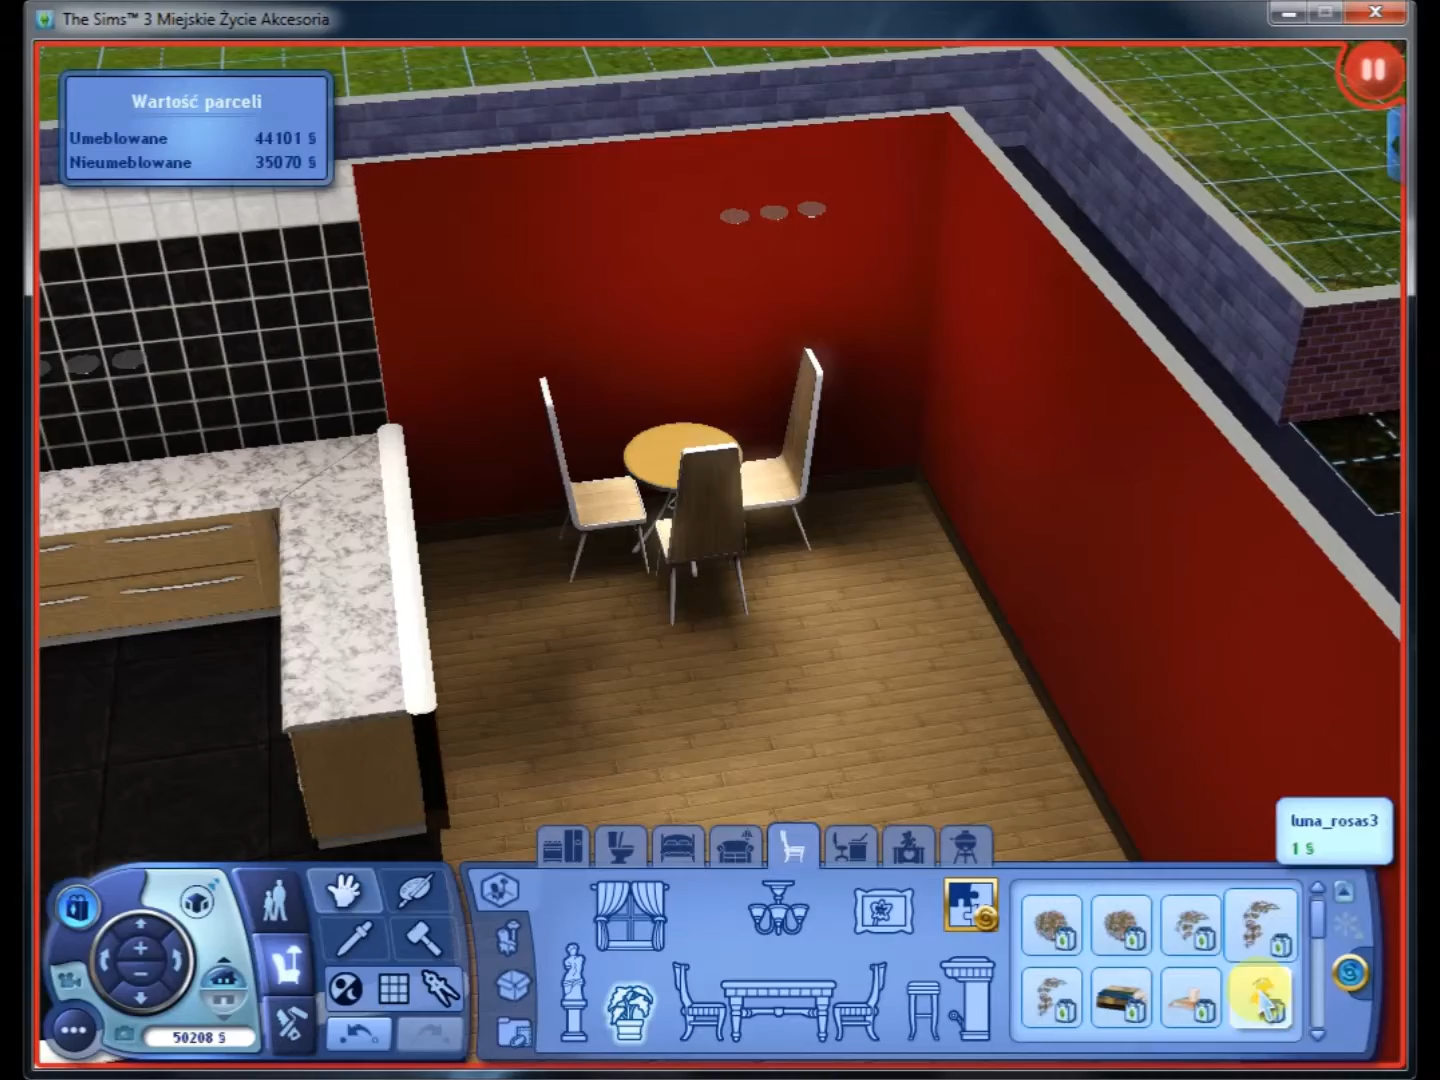 The Sims™ 3 Miejskie Życie Akcesoria
Wartość parceli
Umeblowane 44101 §
Nieumeblowane 35070 §
luna_rosas3
1 §
50208 §